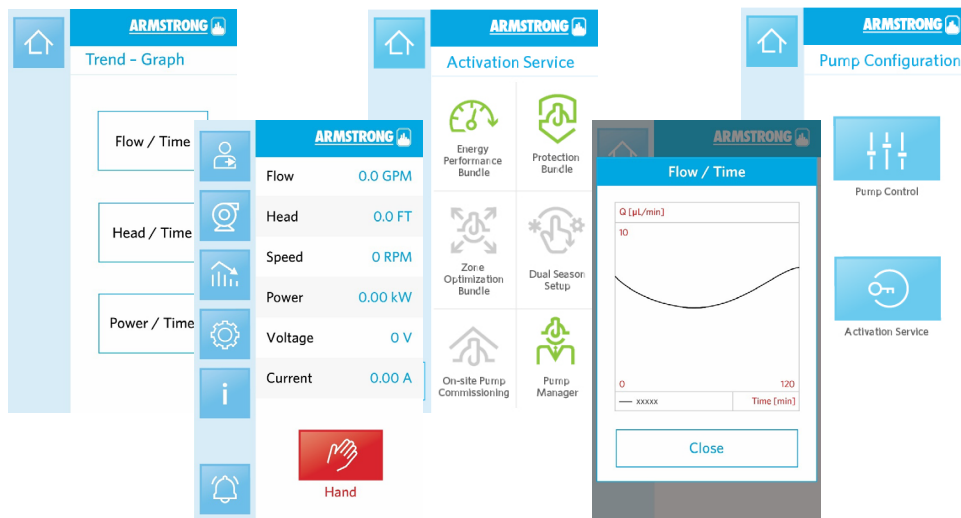 ARMSTRONG
Trend – Graph
Flow / Time
Head / Time
Power / Time
ARMSTRONG
Flow 0.0 GPM
Head 0.0 FT
Speed 0 RPM
Power 0.00 kW
Voltage 0 V
Current 0.00 A
i
Hand
ARMSTRONG
Activation Service
Energy
Performance
Bundle
Protection
Bundle
Zone
Optimization
Bundle
Dual Season
Setup
On-site Pump
Commissioning
Pump
Manager
ARMSTRONG
Flow / Time
Q [µL/min]
10
0 120
xxxxx Time [min]
Close
ARMSTRONG
Pump Configuration
Pump Control
Activation Service